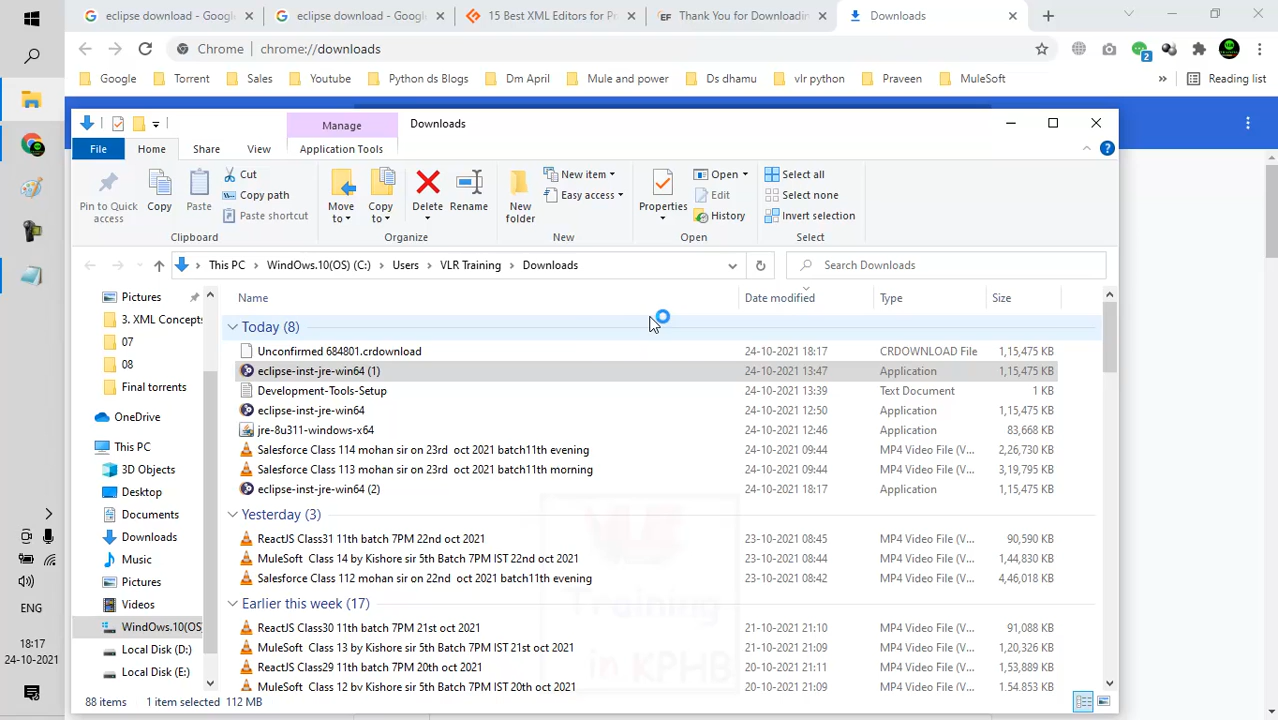 eclipse download - Google
eclipse download - Google
15 Best XML Editors for P
EF Thank You for Downloadin
Downloads
Chrome chrome://downloads
2
Google Torrent Sales Youtube Python ds Blogs Dm April Mule and power Ds dhamu vlr python Praveen MuleSoft » Reading list
Manage Downloads
File Home Share View Application Tools
Pin to Quick access
Copy
Paste
Cut
Copy path
Paste shortcut
Move to
Copy to
Delete
Rename
New folder
New item
Easy access
Properties
Open
Edit
History
Select all
Select none
Invert selection
Clipboard Organize New Open Select
This PC WindOws.10(OS) (C:) Users VLR Training Downloads
Search Downloads
Pictures
3. XML Concepts
07
08
Final torrents
OneDrive
This PC
3D Objects
Desktop
Documents
Downloads
Music
Pictures
Videos
WindOws.10(OS)
Local Disk (D:)
Local Disk (E:)
Name Date modified Type Size
Today (8)
Unconfirmed 684801.crdownload 24-10-2021 18:17 CRDOWNLOAD File 1,15,475 KB
eclipse-inst-jre-win64 (1) 24-10-2021 13:47 Application 1,15,475 KB
Development-Tools-Setup 24-10-2021 13:39 Text Document 1 KB
eclipse-inst-jre-win64 24-10-2021 12:50 Application 1,15,475 KB
jre-8u311-windows-x64 24-10-2021 12:46 Application 83,668 KB
Salesforce Class 114 mohan sir on 23rd oct 2021 batch11th evening 24-10-2021 09:44 MP4 Video File (V... 2,26,730 KB
Salesforce Class 113 mohan sir on 23rd oct 2021 batch11th morning 24-10-2021 09:44 MP4 Video File (V... 3,19,795 KB
eclipse-inst-jre-win64 (2) 24-10-2021 18:17 Application 1,15,475 KB
Yesterday (3)
ReactJS Class31 11th batch 7PM 22nd oct 2021 23-10-2021 08:45 MP4 Video File (V... 90,590 KB
MuleSoft Class 14 by Kishore sir 5th Batch 7PM IST 22nd oct 2021 23-10-2021 08:44 MP4 Video File (V... 1,44,830 KB
Salesforce Class 112 mohan sir on 22nd oct 2021 batch11th evening 23-10-2021 08:42 MP4 Video File (V... 4,46,018 KB
Earlier this week (17)
ReactJS Class30 11th batch 7PM 21st oct 2021 21-10-2021 21:10 MP4 Video File (V... 91,088 KB
MuleSoft Class 13 by Kishore sir 5th Batch 7PM IST 21st oct 2021 21-10-2021 21:09 MP4 Video File (V... 1,20,326 KB
ReactJS Class29 11th batch 7PM 20th oct 2021 20-10-2021 21:11 MP4 Video File (V... 1,53,889 KB
MuleSoft Class 12 by Kishore sir 5th Batch 7PM IST 20th oct 2021 20-10-2021 21:09 MP4 Video File (V... 1,54,853 KB
88 items 1 item selected 112 MB
VLR
Training
in KPHB
ENG
18:17
24-10-2021